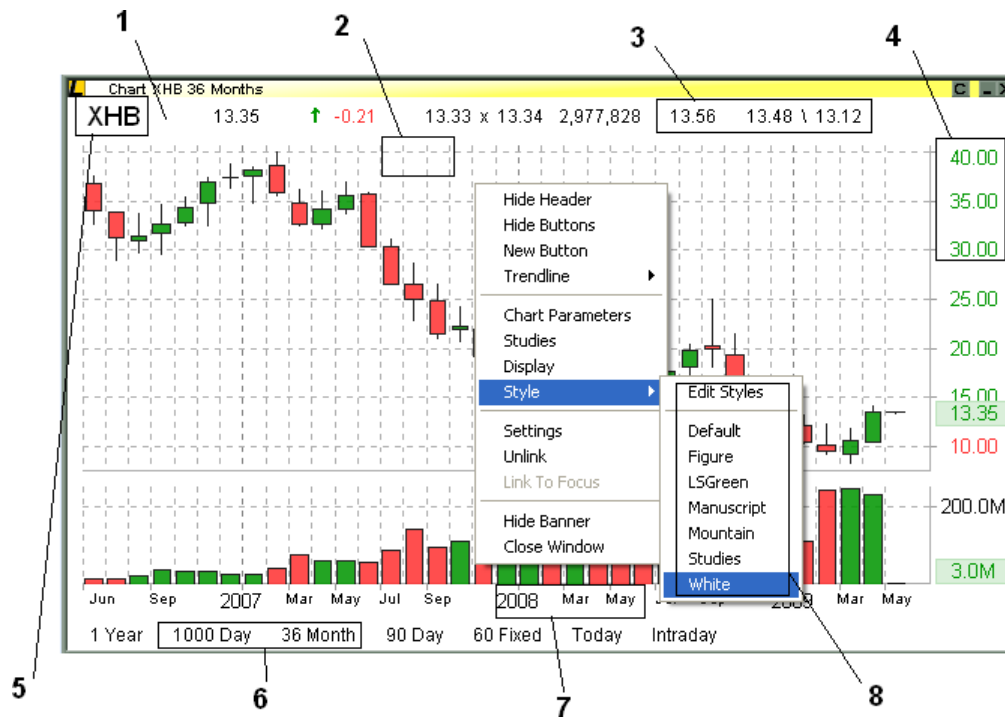 1 2 3 4
L Chart XHB 36 Months C
XHB 13.35 -0.21 13.33 x 13.34 2,977,828 13.56 13.48 \ 13.12
40.00
35.00
30.00
25.00
20.00
15.00
13.35
10.00
200.0M
3.0M
Hide Header
Hide Buttons
New Button
Trendline
Chart Parameters
Studies
Display
Style
Settings
Unlink
Link To Focus
Hide Banner
Close Window
Edit Styles
Default
Figure
LSGreen
Manuscript
Mountain
Studies
White
Jun Sep 2007 Mar May Jul Sep 2008 Mar May Mar May
1 Year 1000 Day 36 Month 90 Day 60 Fixed Today Intraday
5 6 7 8